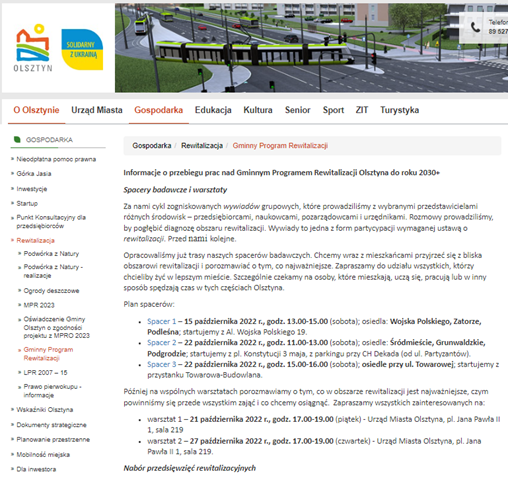 OLSZTYN
SOLIDARNY
Z UKRAINĄ
Telefo
89 527
O Olsztynie Urząd Miasta Gospodarka Edukacja Kultura Senior Sport ZIT Turystyka
GOSPODARKA
Nieodpłatna pomoc prawna
Górka Jasia
Inwestycje
Startup
Punkt Konsultacyjny dla
przedsiębiorców
Rewitalizacja
Podwórka z Natury
Podwórka z Natury -
realizacje
Ogrody deszczowe
MPR 2023
Oświadczenie Gminy
Olsztyn o zgodności
projektu z MPRO 2023
Gminny Program
Rewitalizacji
LPR 2007 – 15
Prawo pierwokupu -
informacje
Wskaźniki Olsztyna
Dokumenty strategiczne
Planowanie przestrzenne
Mobilność miejska
Dla inwestora
Gospodarka / Rewitalizacja / Gminny Program Rewitalizacji
Informacje o przebiegu prac nad Gminnym Programem Rewitalizacji Olsztyna do roku 2030+
Spacery badawcze i warsztaty
Za nami cykl zogniskowanych wywiadów grupowych, które prowadziliśmy z wybranymi przedstawicielami
różnych środowisk – przedsiębiorcami, naukowcami, pozarządowcami i urzędnikami. Rozmowy prowadziliśmy,
by pogłębić diagnozę obszaru rewitalizacji. Wywiady to jedna z form partycypacji wymaganej ustawą o
rewitalizacji. Przed nami kolejne.
Opracowaliśmy już trasy naszych spacerów badawczych. Chcemy wraz z mieszkańcami przyjrzeć się z bliska
obszarowi rewitalizacji i porozmawiać o tym, co najważniejsze. Zapraszamy do udziału wszystkich, którzy
chcieliby żyć w lepszym mieście. Szczególnie czekamy na osoby, które mieszkają, uczą się, pracują lub w inny
sposób spędzają czas w tych częściach Olsztyna.
Plan spacerów:
• Spacer 1 – 15 października 2022 r., godz. 13.00-15.00 (sobota); osiedla: Wojska Polskiego, Zatorze,
Podleśna; startujemy z Al. Wojska Polskiego 19.
• Spacer 2 – 22 października 2022 r., godz. 11.00-13.00 (sobota); osiedle: Śródmieście, Grunwaldzkie,
Podgrodzie; startujemy z pl. Konstytucji 3 maja, z parkingu przy CH Dekada (od ul. Partyzantów).
• Spacer 3 – 22 października 2022 r., godz. 15.00-16.00 (sobota); osiedle przy ul. Towarowej; startujemy z
przystanku Towarowa-Budowlana.
Później na wspólnych warsztatach porozmawiamy o tym, co w obszarze rewitalizacji jest najważniejsze, czym
powinniśmy się przede wszystkim zająć i co chcemy osiągnąć. Zapraszamy wszystkich zainteresowanych na:
• warsztat 1 – 21 października 2022 r., godz. 17.00-19.00 (piątek) - Urząd Miasta Olsztyna, pl. Jana Pawła II
1, sala 219
• warsztat 2 – 27 października 2022 r., godz. 17.00-19.00 (czwartek) - Urząd Miasta Olsztyna, pl. Jana
Pawła II 1, sala 219.
Nabór przedsięwzięć rewitalizacyjnych